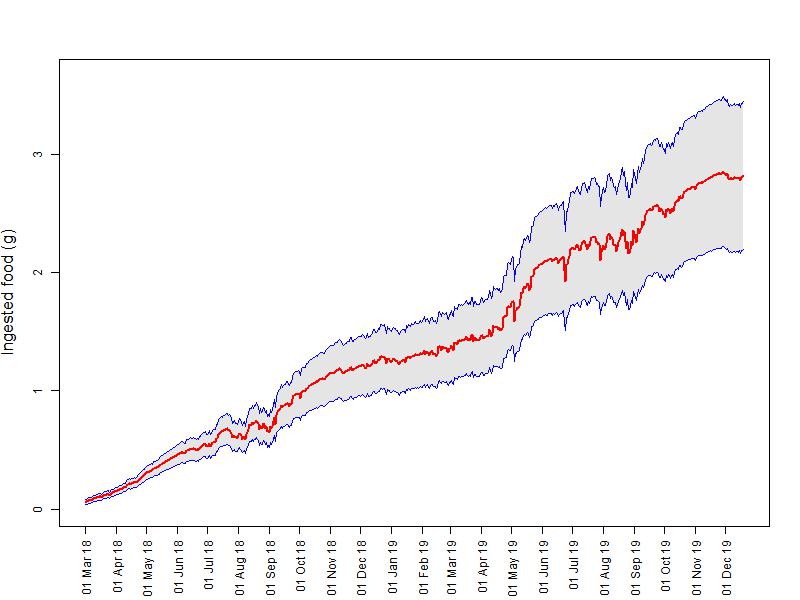 Ingested food (g)
3
2
1
0
01 Mar 18
01 Apr 18
01 May 18
01 Jun 18
01 Jul 18
01 Aug 18
01 Sep 18
01 Oct 18
01 Nov 18
01 Dec 18
01 Jan 19
01 Feb 19
01 Mar 19
01 Apr 19
01 May 19
01 Jun 19
01 Jul 19
01 Aug 19
01 Sep 19
01 Oct 19
01 Nov 19
01 Dec 19